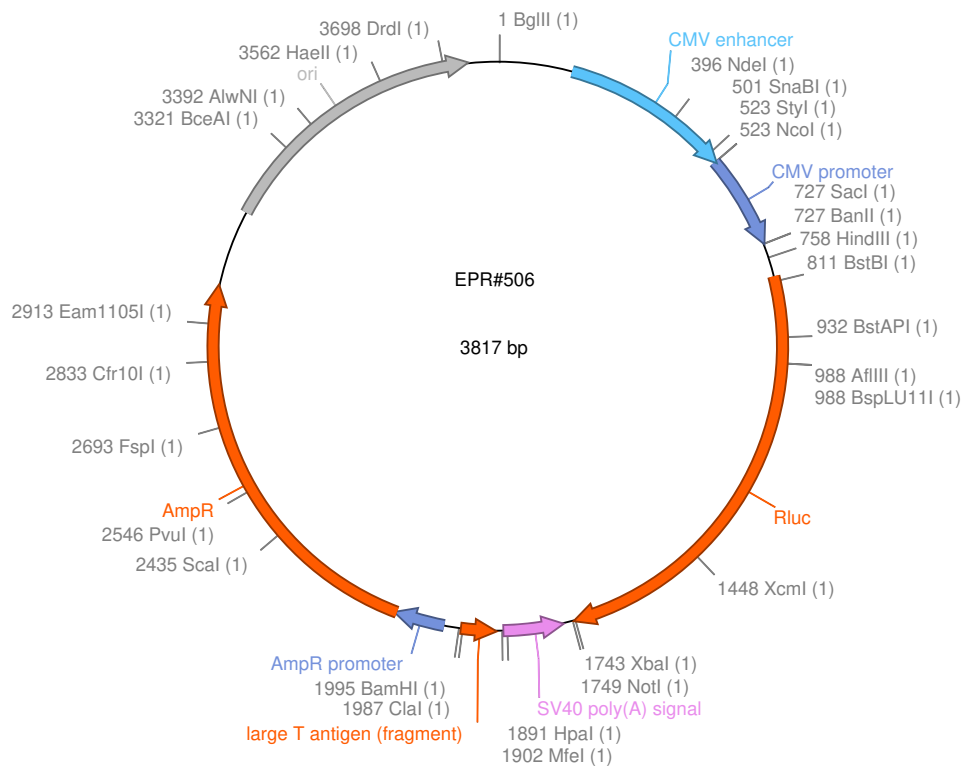 3698 DrdI (1)
1 BglII (1)
3562 HaeII (1)
ori
CMV enhancer
396 NdeI (1)
501 SnaBI (1)
523 StyI (1)
523 NcoI (1)
3392 AlwNI (1)
3321 BceAI (1)
CMV promoter
727 SacI (1)
727 BanII (1)
758 HindIII (1)
811 BstBI (1)
EPR#506
3817 bp
2913 Eam1105I (1)
932 BstAPI (1)
2833 Cfr10I (1)
988 AflIII (1)
988 BspLU11I (1)
2693 FspI (1)
AmpR
Rluc
2546 PvuI (1)
2435 ScaI (1)
1448 XcmI (1)
AmpR promoter
1743 XbaI (1)
1995 BamHI (1)
1749 NotI (1)
1987 ClaI (1)
SV40 poly(A) signal
large T antigen (fragment)
1891 HpaI (1)
1902 MfeI (1)